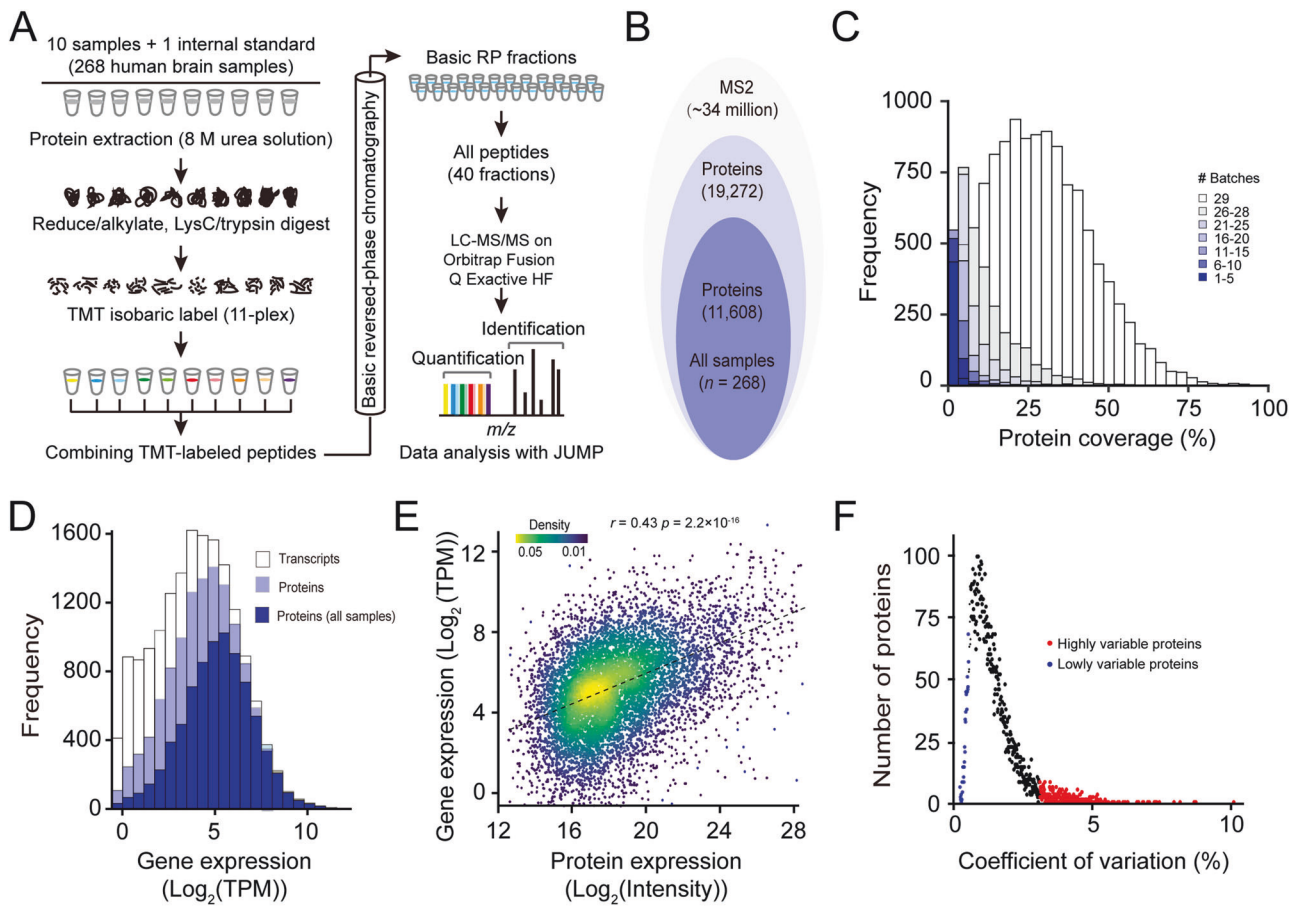 A
10 samples + 1 internal standard
(268 human brain samples)
Protein extraction (8 M urea solution)
Reduce/alkylate, LysC/trypsin digest
TMT isobaric label (11-plex)
Combining TMT-labeled peptides
Basic reversed-phase chromatography
Basic RP fractions
All peptides
(40 fractions)
LC-MS/MS on
Orbitrap Fusion
Q Exactive HF
Identification
Quantification
m/z
Data analysis with JUMP
B
MS2
(~34 million)
Proteins
(19,272)
Proteins
(11,608)
All samples
(n = 268)
C
Frequency
1000
750
500
250
0
0
25
50
75
100
Protein coverage (%)
# Batches
29
26-28
21-25
16-20
11-15
6-10
1-5
D
Frequency
1600
1200
800
400
0
0
5
10
Gene expression
(Log2(TPM))
Transcripts
Proteins
Proteins (all samples)
E
Density
0.05 0.01
r = 0.43 p = 2.2×10-16
Gene expression (Log2(TPM))
12
8
4
0
12
16
20
24
28
Protein expression
(Log2(Intensity))
F
Number of proteins
100
75
50
25
0
0
5
10
Coefficient of variation (%)
Highly variable proteins
Lowly variable proteins